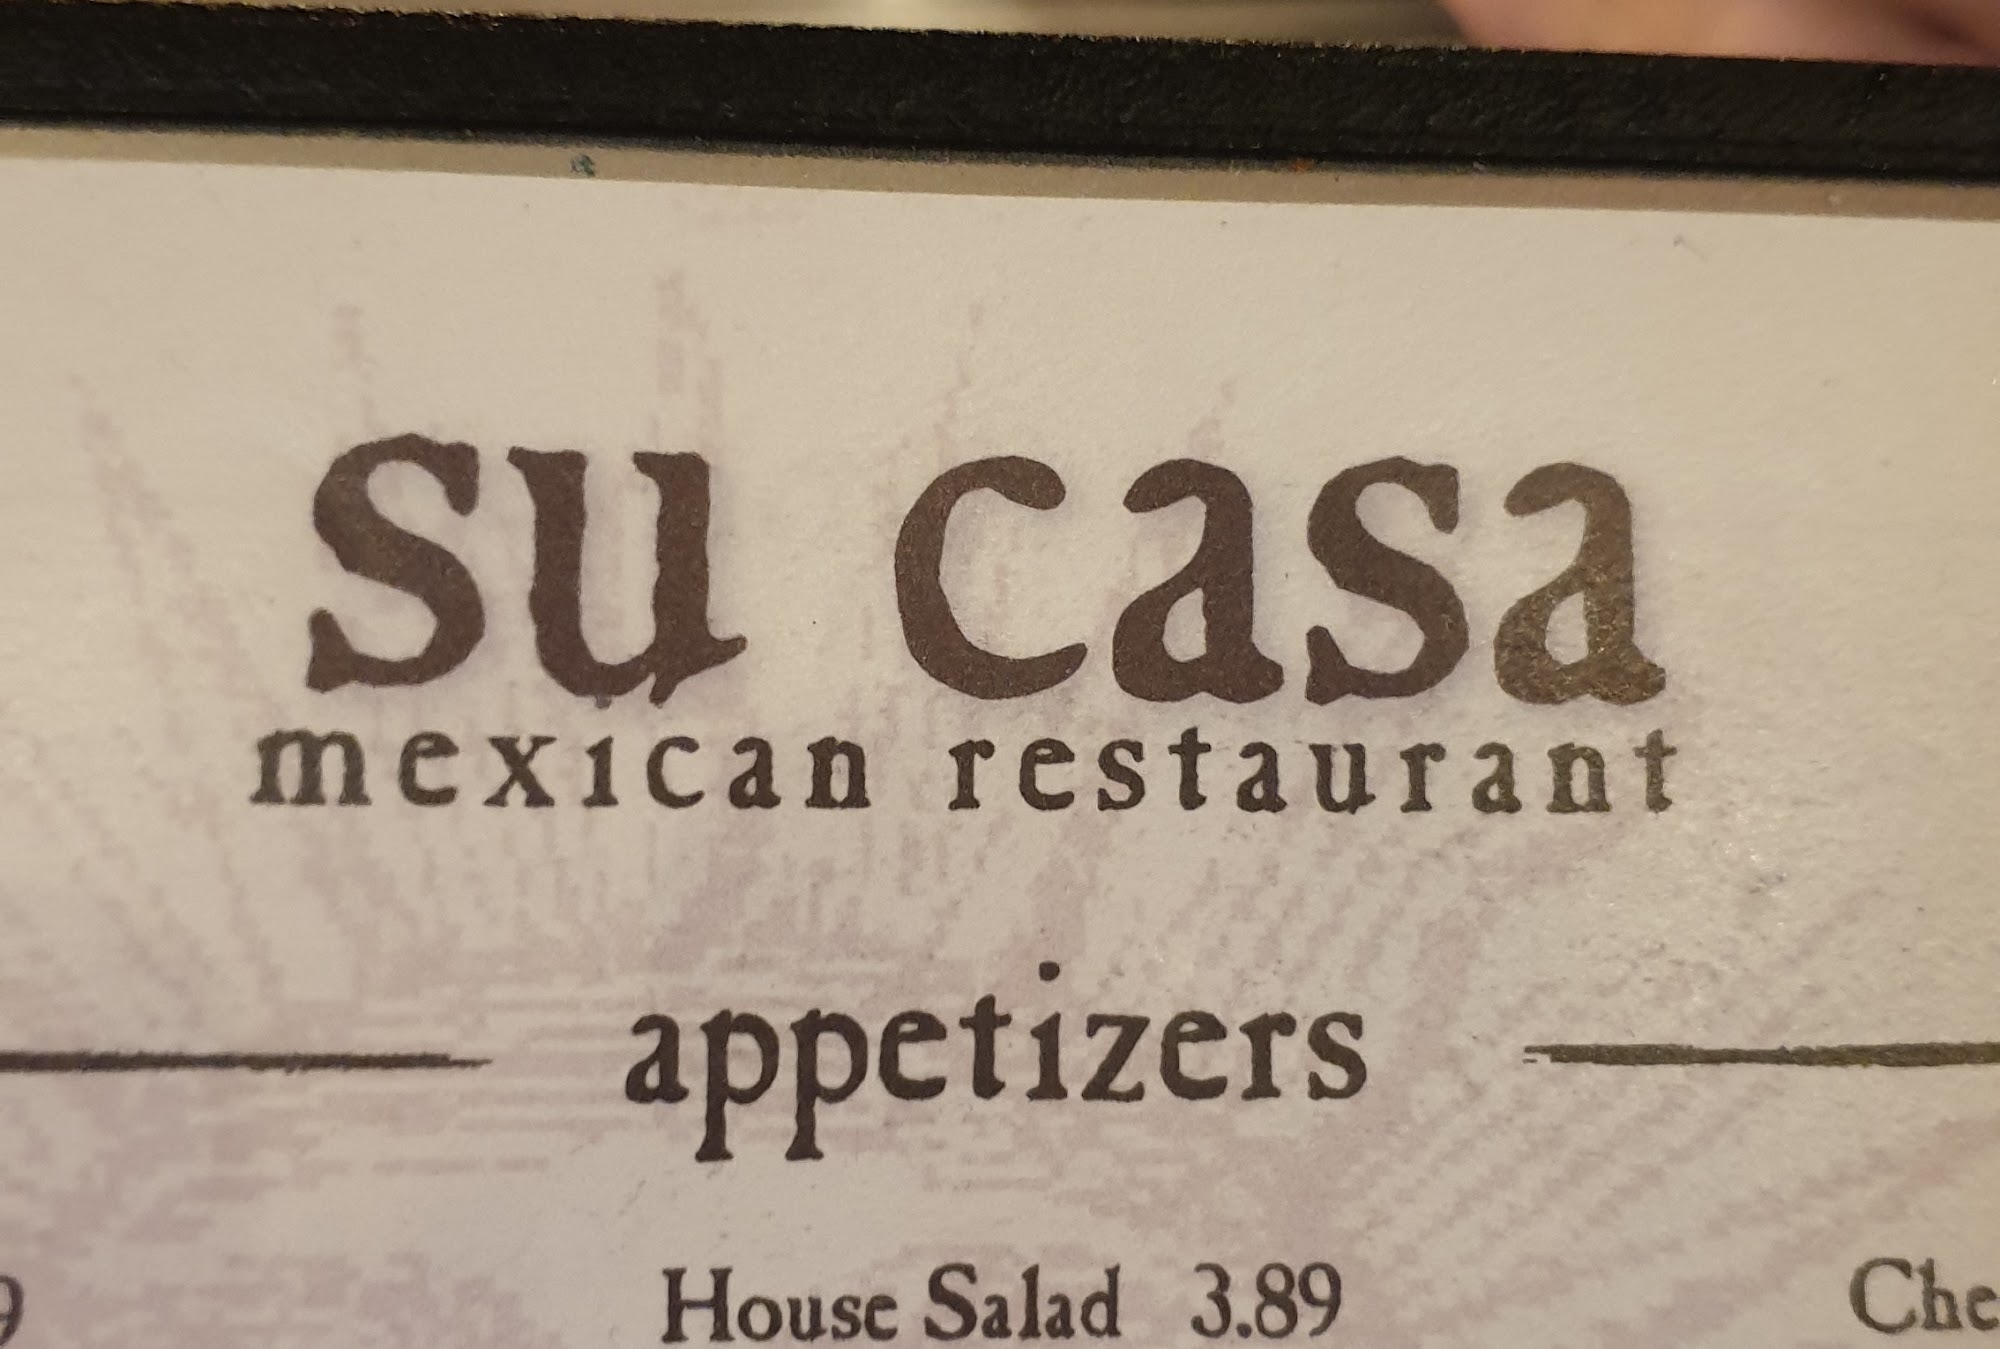 su casa
mexican restaurant
appetizers
House Salad 3.89